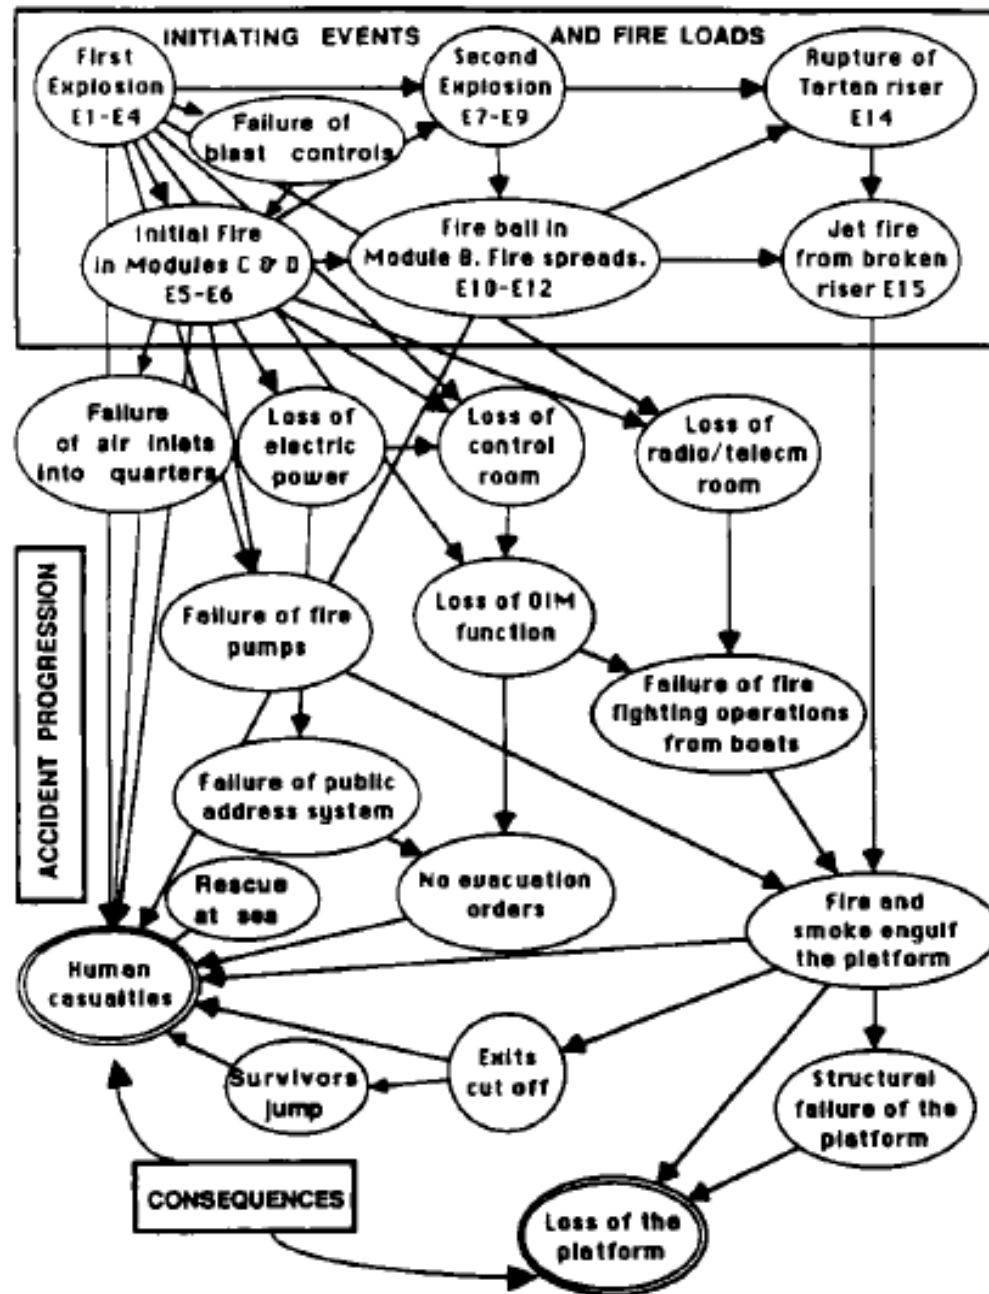 INITIATING EVENTS AND FIRE LOADS
First
Explosion
E1-E4
Second
Explosion
E7-E9
Rupture of
Tartan riser
E14
Failure of
blast controls
Initial Fire
in Modules C & D
E5-E6
Fire ball in
Module B. Fire spreads.
E10-E12
Jet fire
from broken
riser E15
Failure
of air inlets
into quarters
Loss of
electric
power
Loss of
control
room
Loss of
radio/telecm
room
ACCIDENT PROGRESSION
Failure of fire
pumps
Loss of OIM
function
Failure of fire
fighting operations
from boats
Failure of public
address system
Rescue
at sea
No evacuation
orders
Fire and
smoke engulf
the platform
Human
casualties
Survivors
jump
Exits
cut off
Structural
failure of the
platform
CONSEQUENCES
Loss of the
platform